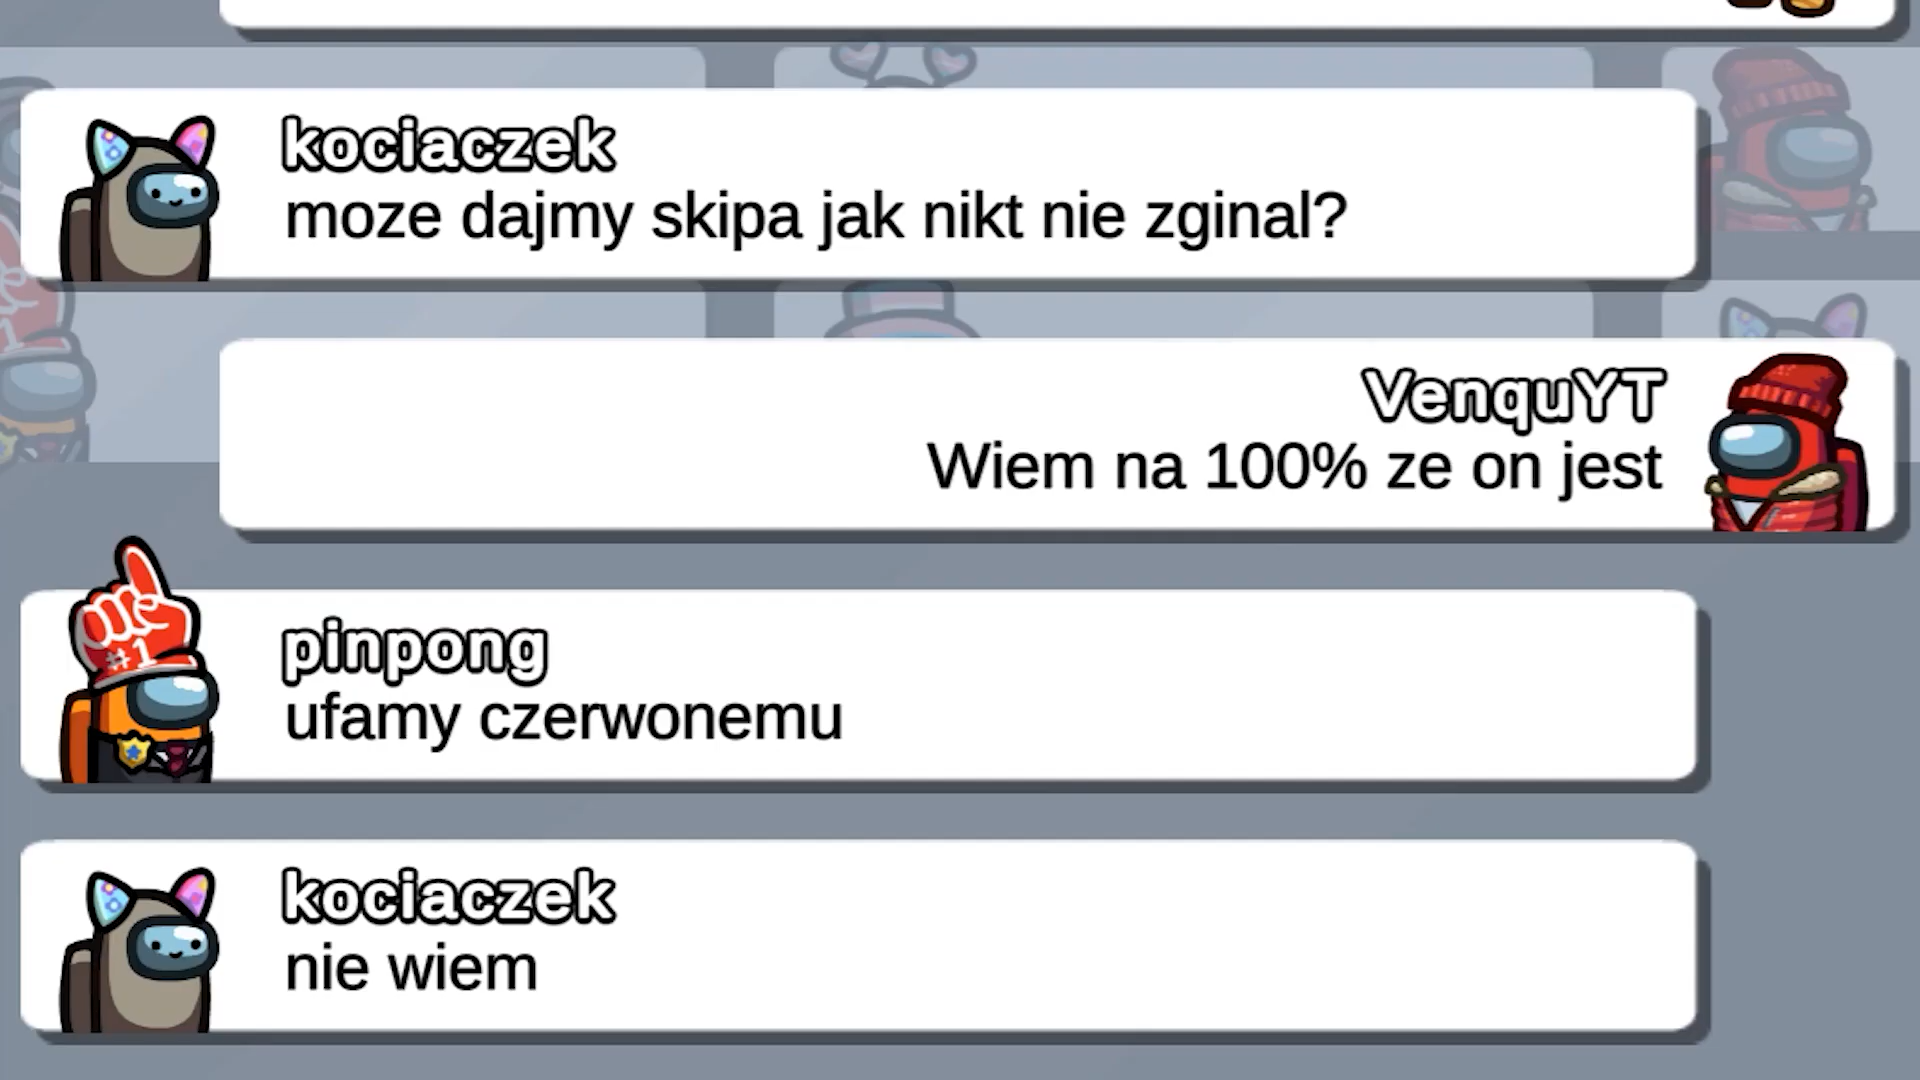 kociaczek
moze dajmy skipa jak nikt nie zginal?
VenquYT
Wiem na 100% ze on jest
#1
pinpong
ufamy czerwonemu
kociaczek
nie wiem